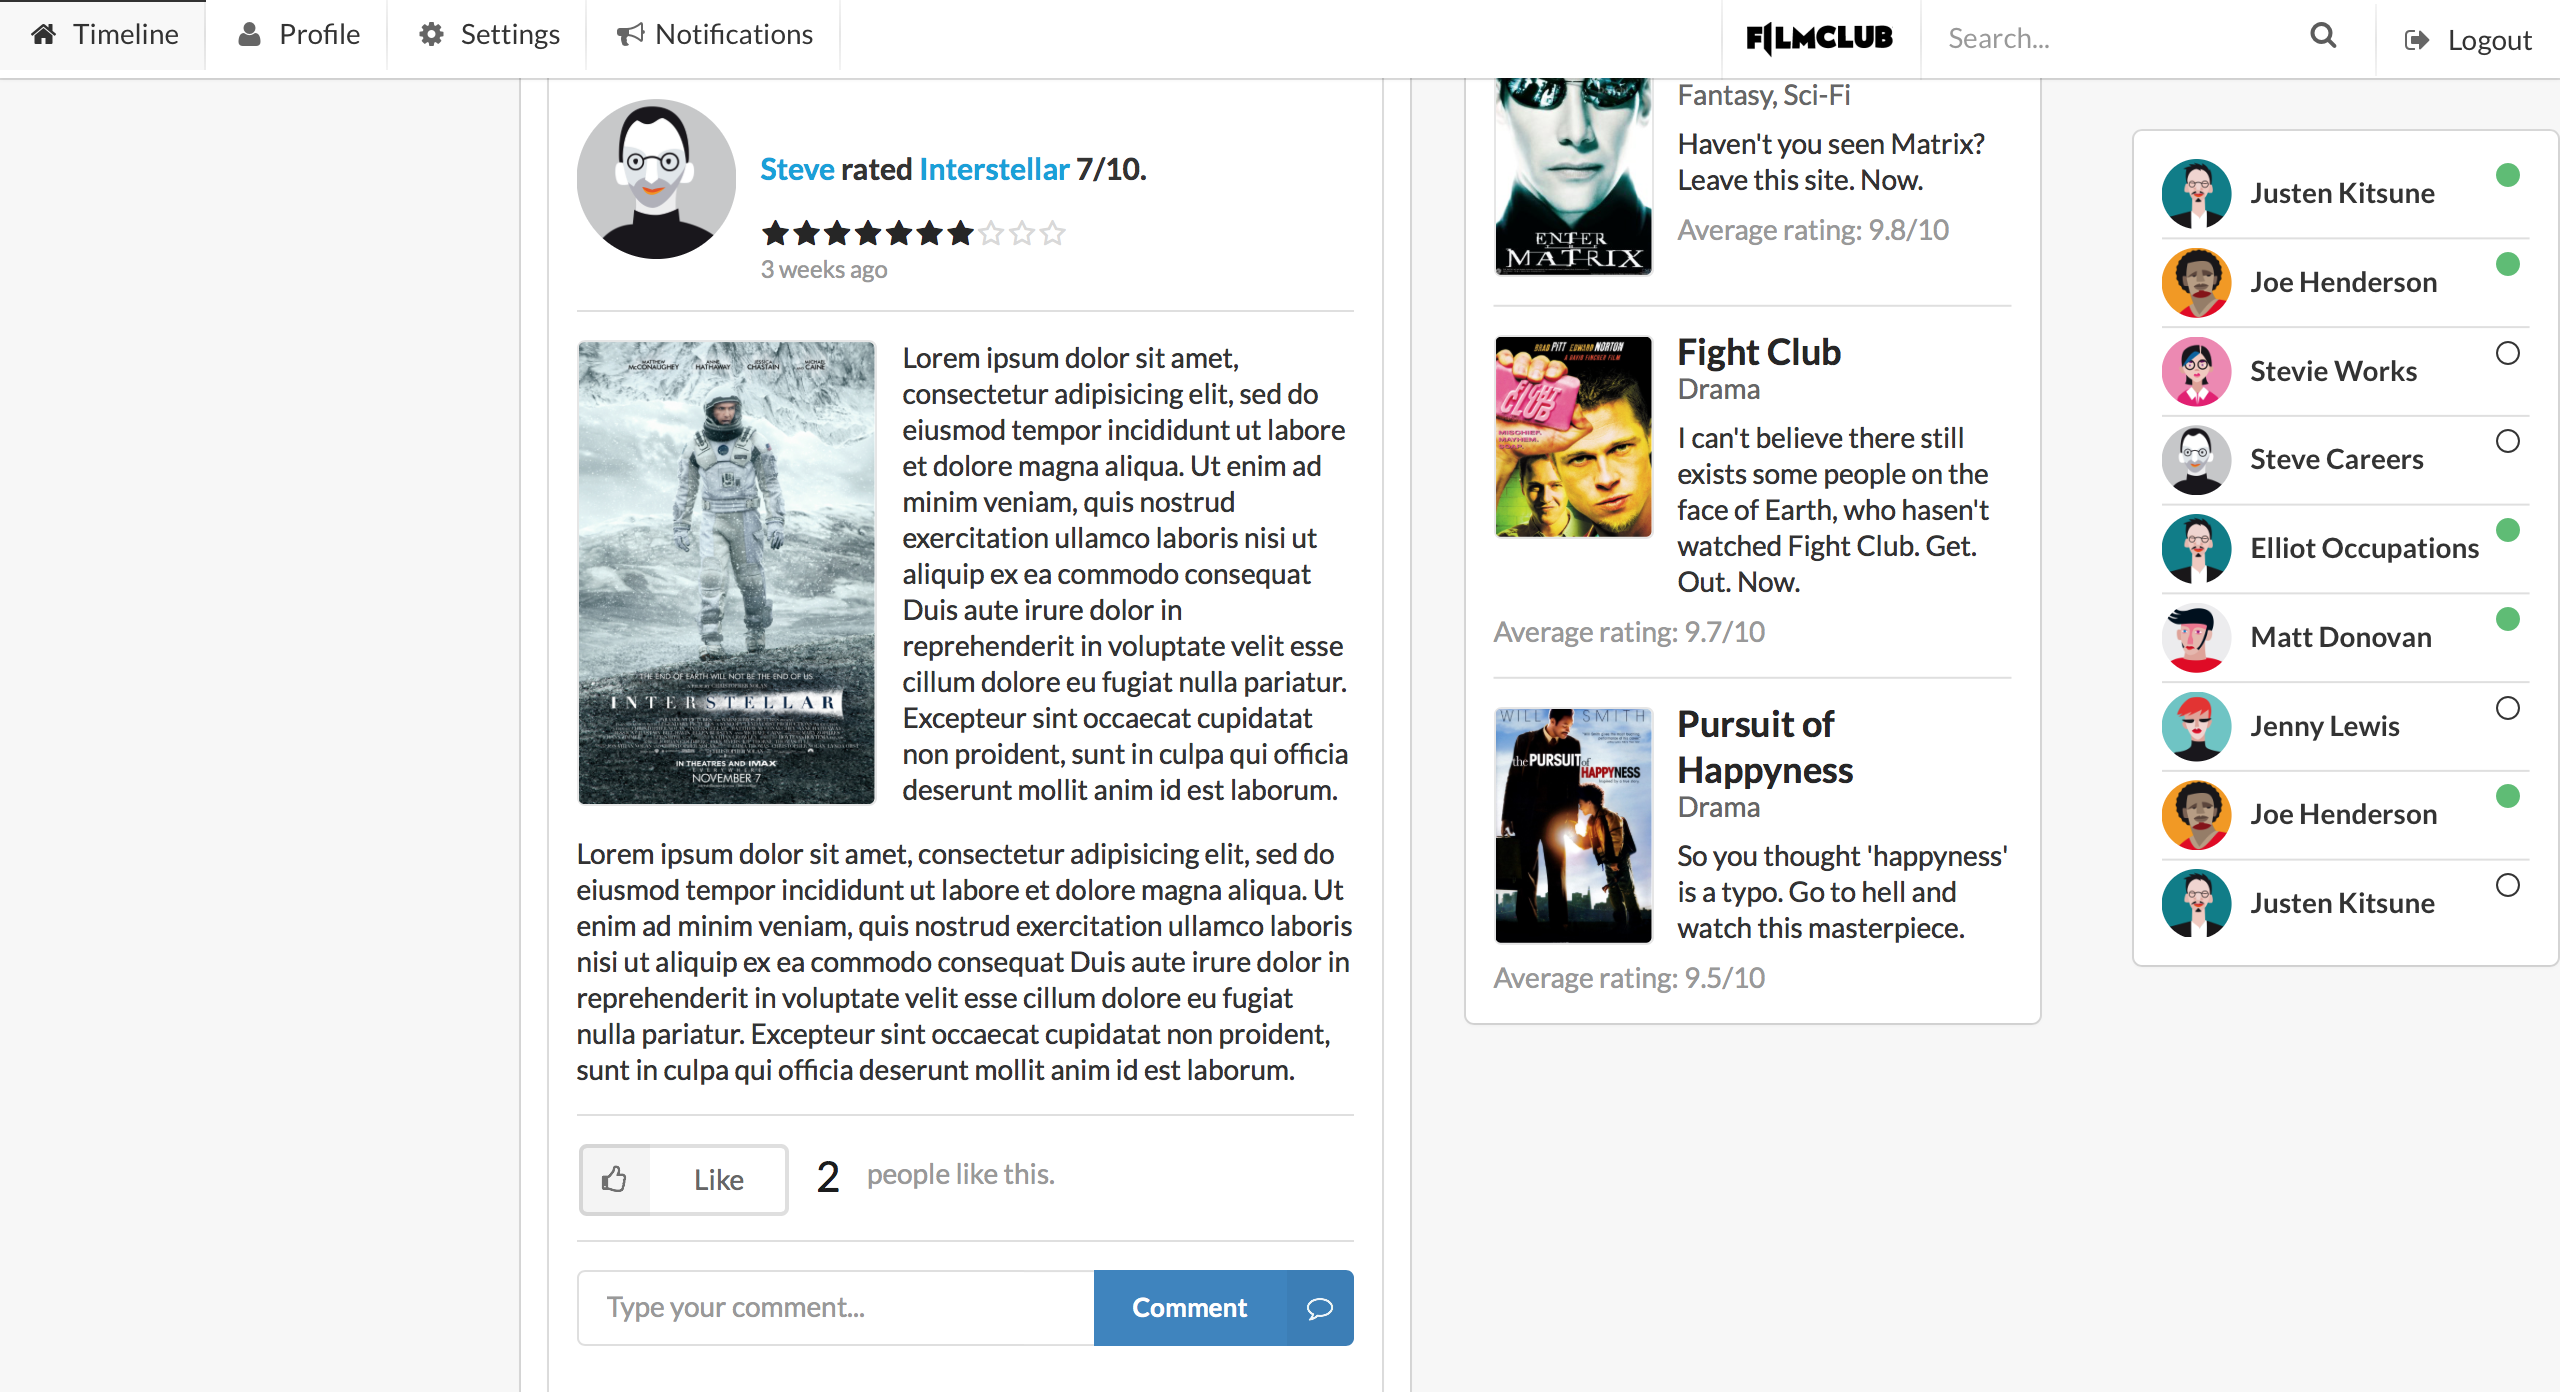 Timeline
Profile
Settings
Notifications
FILMCLUB
Search...
Logout
Steve rated Interstellar 7/10.
3 weeks ago
MATTHEW McCONAUGHEY
ANNE HATHAWAY
JESSICA CHASTAIN
MICHAEL CAINE
THE END OF EARTH WILL NOT BE THE END OF US
INTERSTELLAR
IN THEATRES AND IMAX
NOVEMBER 7
Lorem ipsum dolor sit amet,
consectetur adipisicing elit, sed do
eiusmod tempor incididunt ut labore
et dolore magna aliqua. Ut enim ad
minim veniam, quis nostrud
exercitation ullamco laboris nisi ut
aliquip ex ea commodo consequat
Duis aute irure dolor in
reprehenderit in voluptate velit esse
cillum dolore eu fugiat nulla pariatur.
Excepteur sint occaecat cupidatat
non proident, sunt in culpa qui officia
deserunt mollit anim id est laborum.
Lorem ipsum dolor sit amet, consectetur adipisicing elit, sed do
eiusmod tempor incididunt ut labore et dolore magna aliqua. Ut
enim ad minim veniam, quis nostrud exercitation ullamco laboris
nisi ut aliquip ex ea commodo consequat Duis aute irure dolor in
reprehenderit in voluptate velit esse cillum dolore eu fugiat
nulla pariatur. Excepteur sint occaecat cupidatat non proident,
sunt in culpa qui officia deserunt mollit anim id est laborum.
Like
2 people like this.
Type your comment...
Comment
ENTER
MATRIX
Fantasy, Sci-Fi
Haven't you seen Matrix?
Leave this site. Now.
Average rating: 9.8/10
BRAD PITT EDWARD NORTON
A DAVID FINCHER FILM
FIGHT CLUB
MISCHIEF.
MAYHEM.
SOAP.
Fight Club
Drama
I can't believe there still
exists some people on the
face of Earth, who hasen't
watched Fight Club. Get.
Out. Now.
Average rating: 9.7/10
WILL SMITH
the PURSUIT of
HAPPYNESS
Pursuit of
Happyness
Drama
So you thought 'happyness'
is a typo. Go to hell and
watch this masterpiece.
Average rating: 9.5/10
Justen Kitsune
Joe Henderson
Stevie Works
Steve Careers
Elliot Occupations
Matt Donovan
Jenny Lewis
Joe Henderson
Justen Kitsune